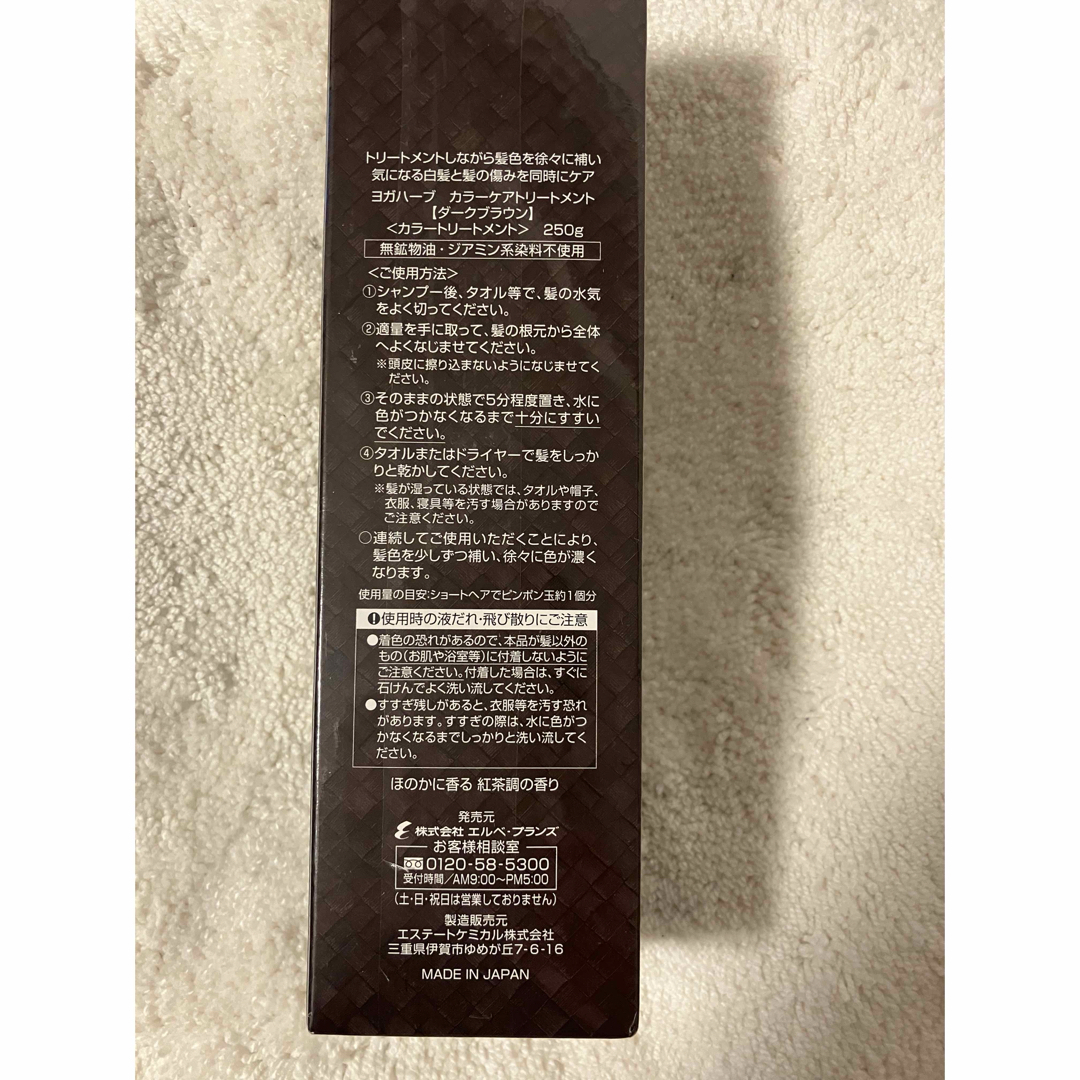 トリートメントしながら髪色を徐々に補い
気になる白髪と髪の傷みを同時にケア
ヨガハーブ カラーケアトリートメント
【ダークブラウン】
＜カラートリートメント＞ 250g
無鉱物油・ジアミン系染料不使用
＜ご使用方法＞
①シャンプー後、タオル等で、髪の水気
をよく切ってください。
②適量を手に取って、髪の根元から全体
へよくなじませてください。
※頭皮に擦り込まないようになじませてく
ださい。
③そのままの状態で5分程度置き、水に
色がつかなくなるまで十分にすすい
でください。
④タオルまたはドライヤーで髪をしっか
りと乾かしてください。
※髪が湿っている状態では、タオルや帽子、
衣服、寝具等を汚す場合がありますので
ご注意ください。
○連続してご使用いただくことにより、
髪色を少しずつ補い、徐々に色が濃く
なります。
使用量の目安:ショートヘアでピンポン玉約1個分
!使用時の液だれ・飛び散りにご注意
●着色の恐れがあるので、本品が髪以外の
もの(お肌や浴室等)に付着しないように
ご注意ください。付着した場合は、すぐに
石けんでよく洗い流してください。
●すすぎ残しがあると、衣服等を汚す恐れ
があります。すすぎの際は、水に色がつ
かなくなるまでしっかりと洗い流してく
ださい。
ほのかに香る 紅茶調の香り
発売元
株式会社 エルベ・プランズ
お客様相談室
0120-58-5300
受付時間/AM9:00〜PM5:00
(土・日・祝日は営業しておりません)
製造販売元
エステートケミカル株式会社
三重県伊賀市ゆめが丘7-6-16
MADE IN JAPAN